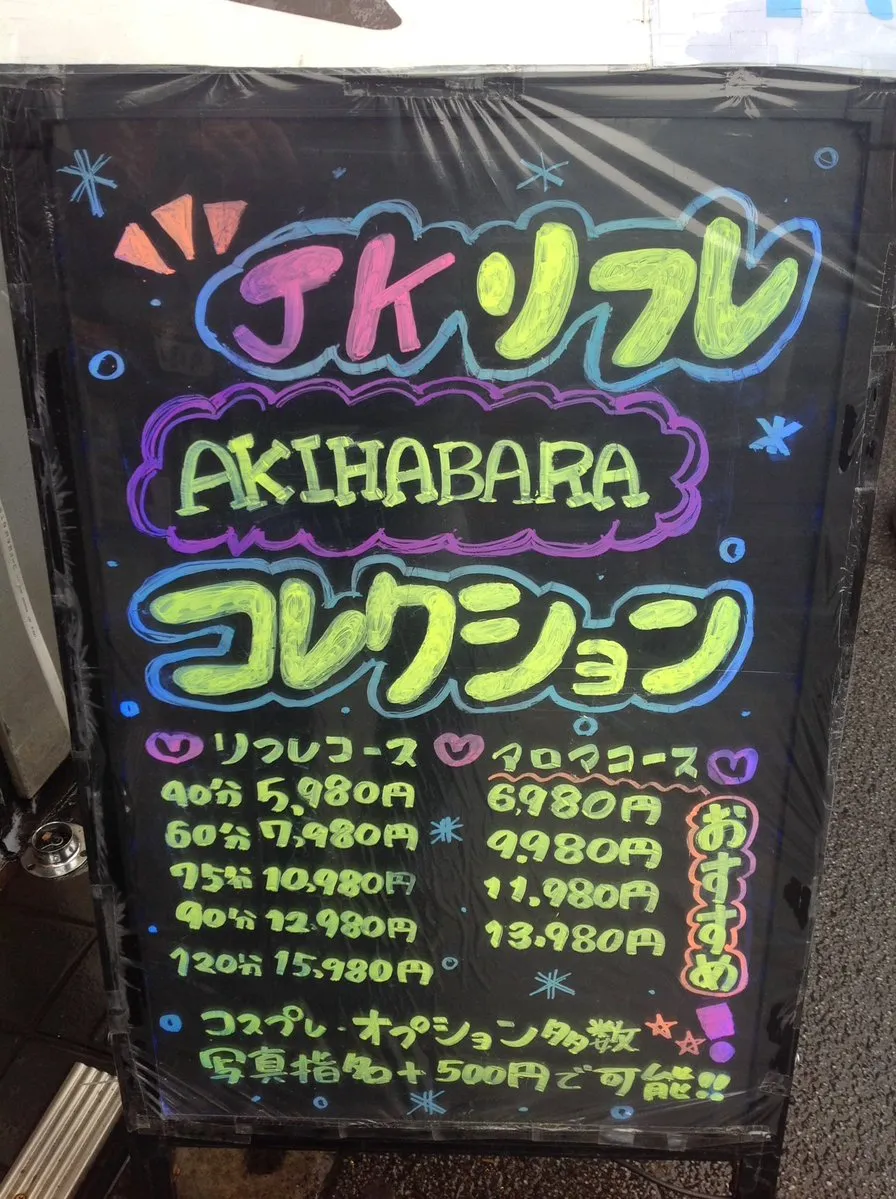 JKリフレ
AKIHABARA
コレクション
リフレコース
40分 5,980円
60分 7,980円
75分 10,980円
90分 12,980円
120分 15,980円
アロマコース
6,980円
9,980円
11,980円
13,980円
おすすめ!
コスプレ・オプション多数
写真指名+500円で可能!!